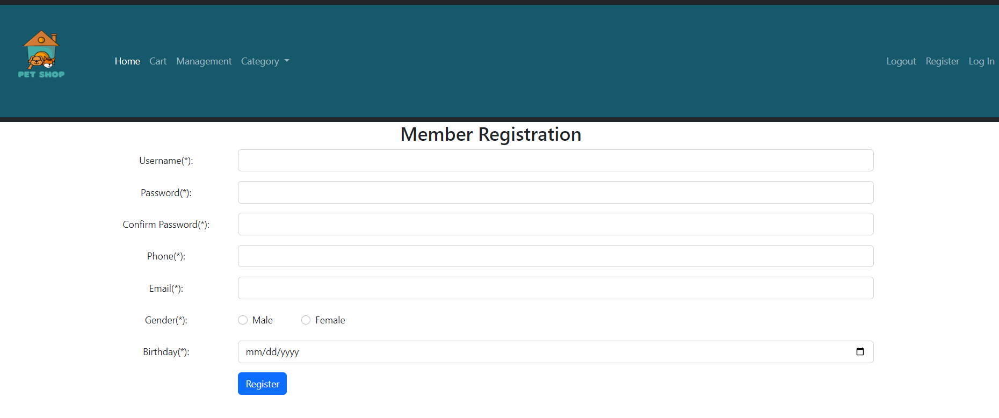 PET SHOP
Home Cart Management Category Logout Register Log In
Member Registration
Username(*):
Password(*):
Confirm Password(*):
Phone(*):
Email(*):
Gender(*): Male Female
Birthday(*): mm/dd/yyyy
Register